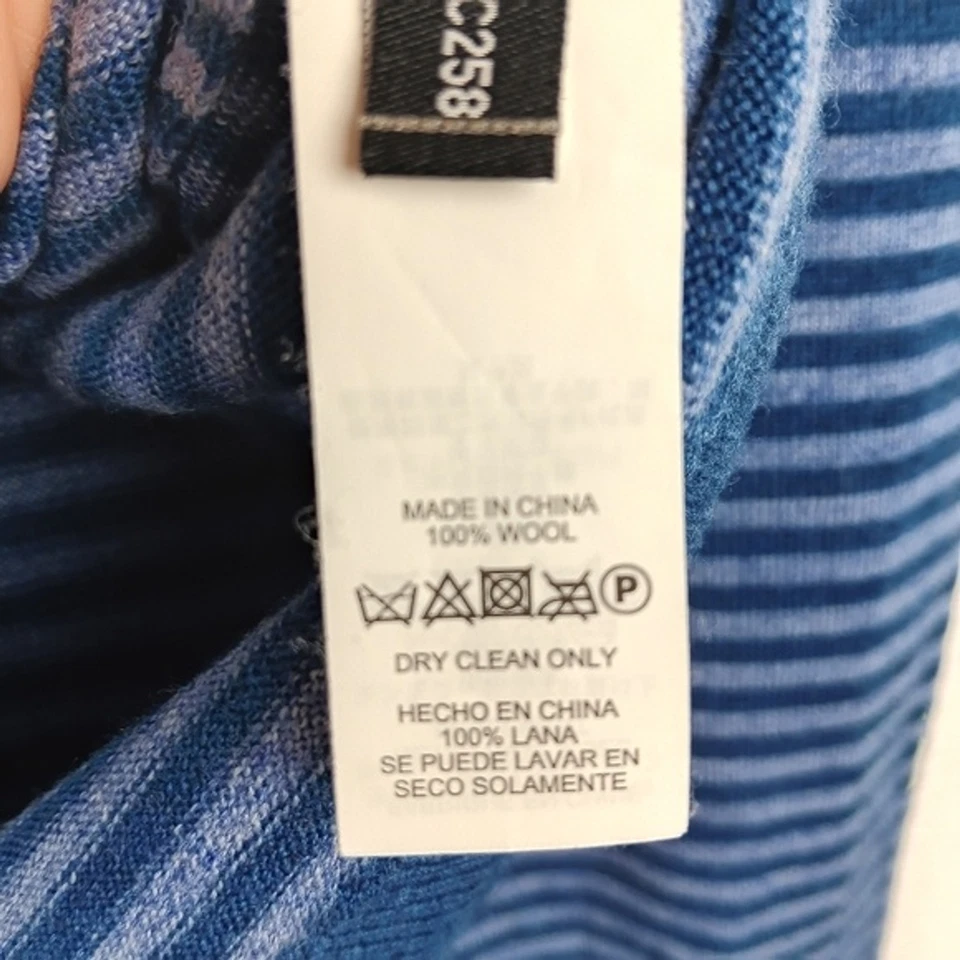 C258
MADE IN CHINA
100% WOOL
P
DRY CLEAN ONLY
HECHO EN CHINA
100% LANA
SE PUEDE LAVAR EN
SECO SOLAMENTE